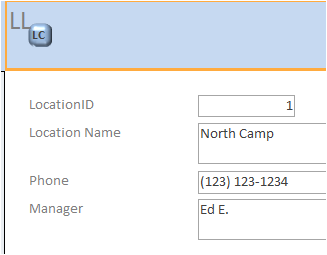 LL
LC
LocationID 1
Location Name North Camp
Phone (123) 123-1234
Manager Ed E.